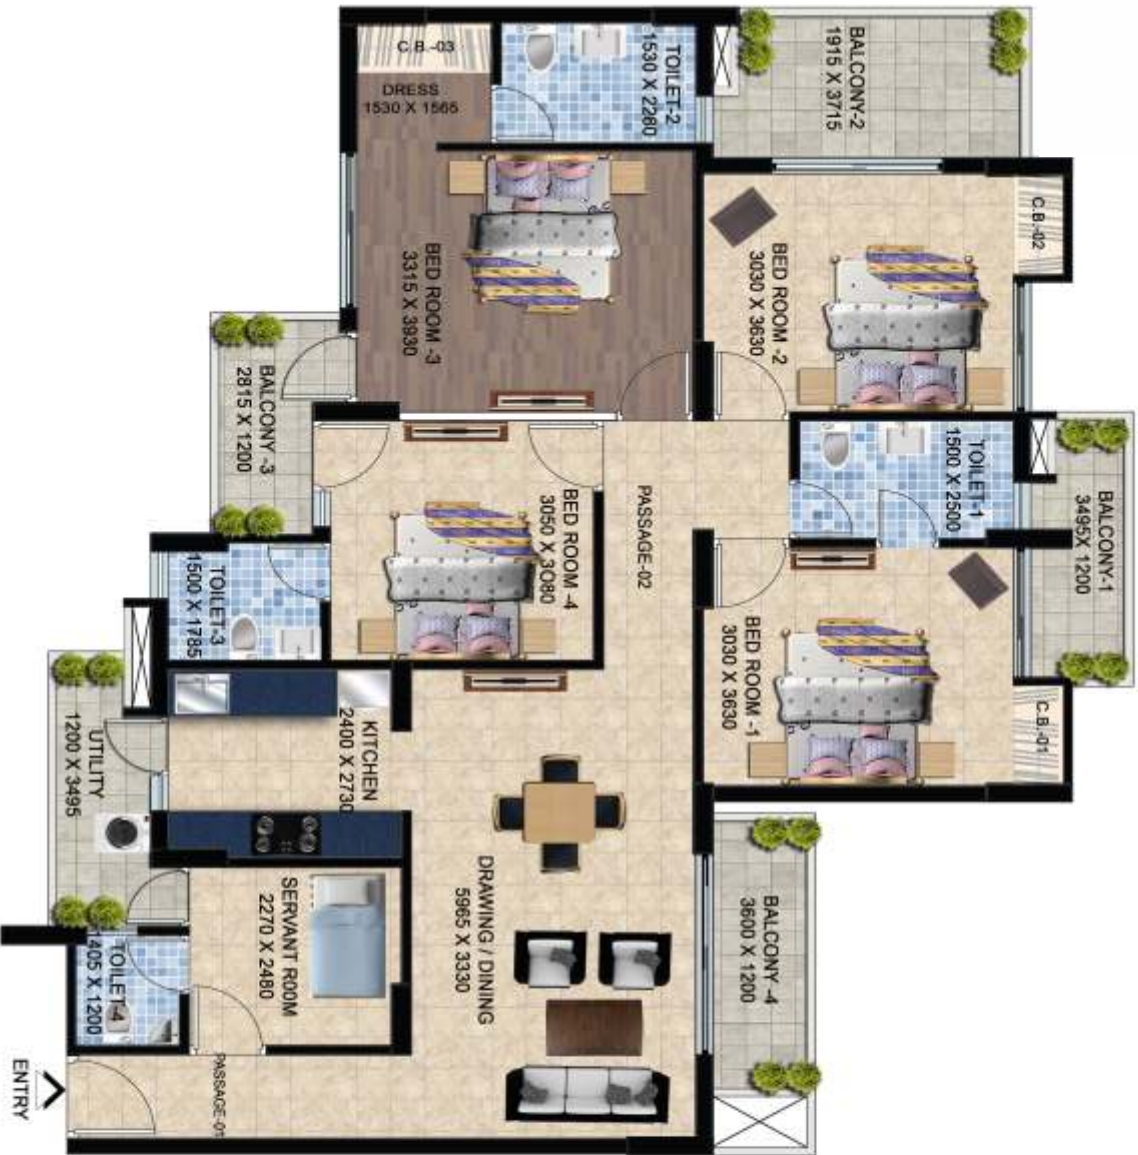 C.B.-03
DRESS
1530 X 1565
TOILET-2
1530 X 2280
BALCONY-2
1915 X 3715
C.B.-02
BED ROOM -3
3315 X 3930
BED ROOM -2
3030 X 3630
BALCONY -3
2815 X 1200
BED ROOM -4
3050 X 3080
PASSAGE-02
TOILET-1
1500 X 2500
BALCONY-1
3495X 1200
TOILET-3
1500 X 1785
BED ROOM -1
3030 X 3630
C.B.-01
UTILITY
1200 X 3495
KITCHEN
2400 X 2730
DRAWING / DINING
5965 X 3330
SERVANT ROOM
2270 X 2480
BALCONY -4
3600 X 1200
TOILET-4
1405 X 1200
PASSAGE-01
ENTRY